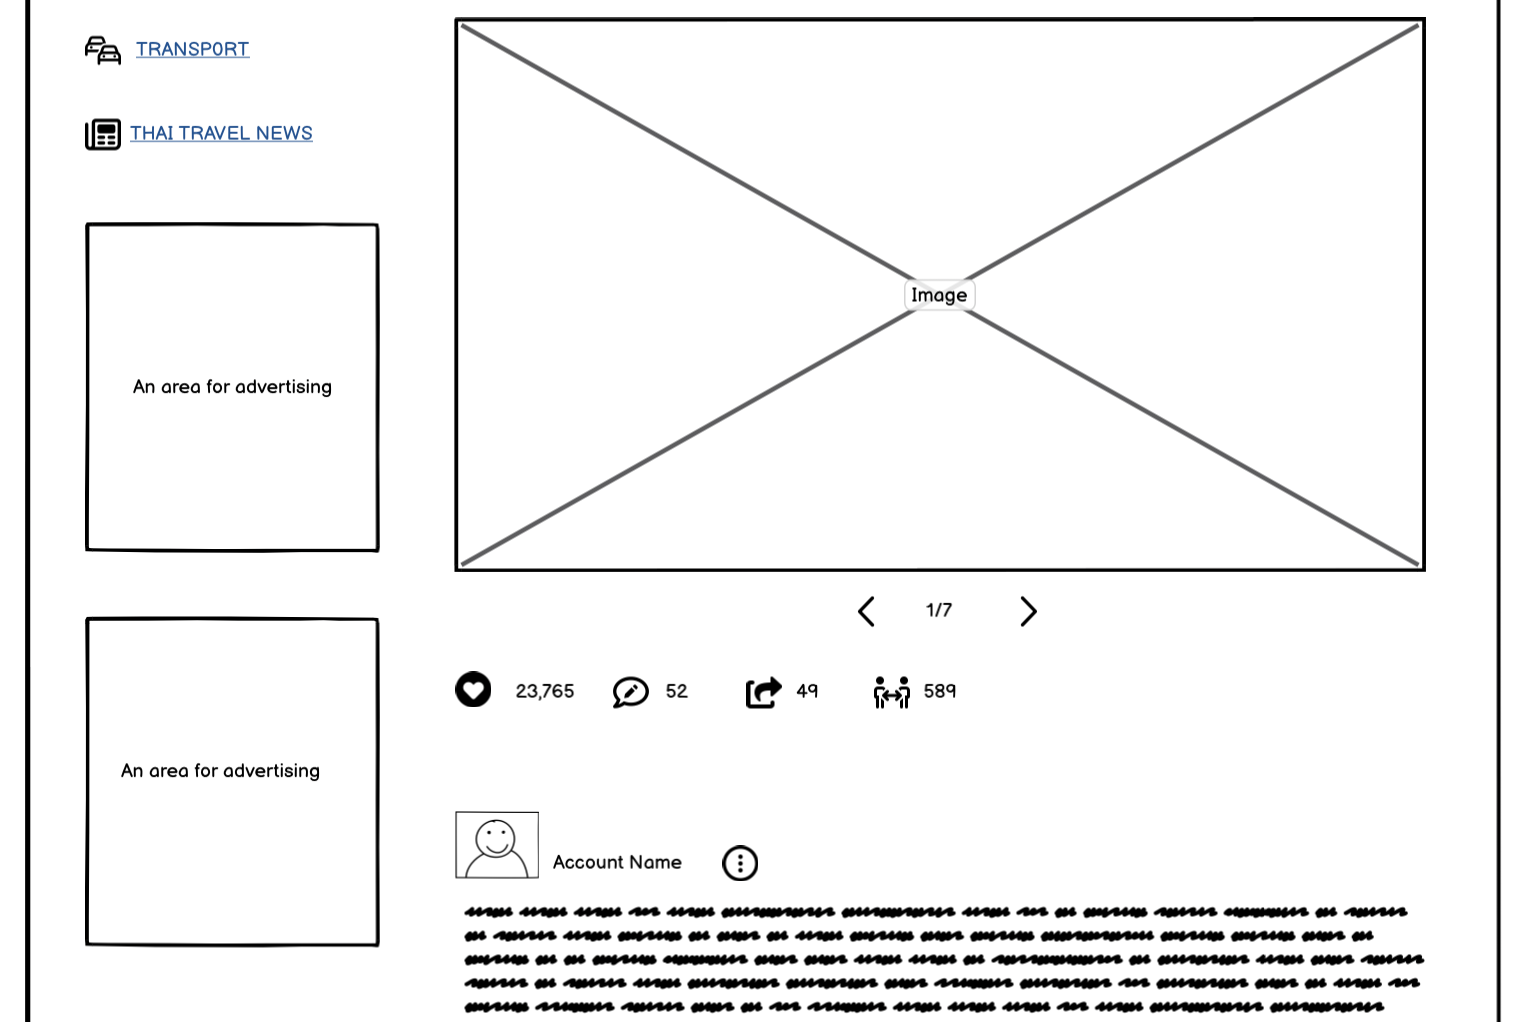 TRANSPORT
THAI TRAVEL NEWS
An area for advertising
An area for advertising
Image
1/7
23,765 52 49 589
Account Name